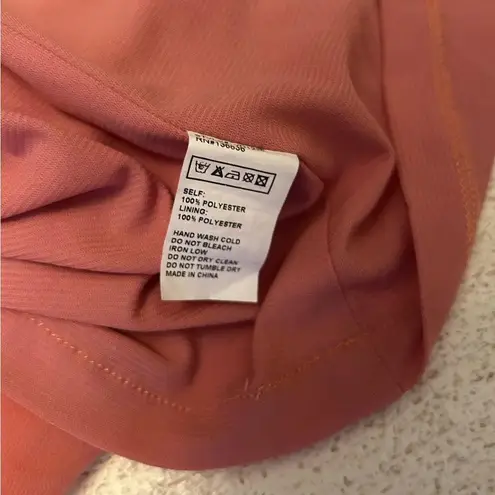 SELF:
100% POLYESTER
LINING:
100% POLYESTER
HAND WASH COLD
DO NOT BLEACH
IRON LOW
DO NOT DRY CLEAN
DO NOT TUMBLE DRY
MADE IN CHINA